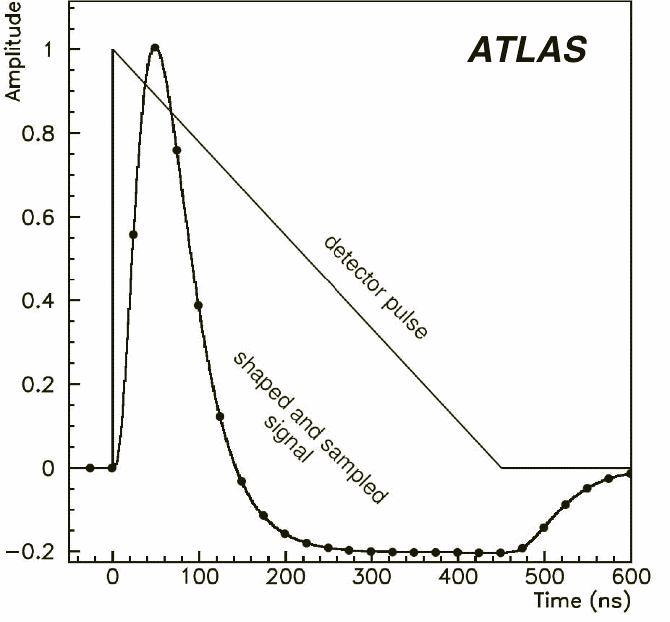 Amplitude
ATLAS
1
0.8
0.6
0.4
0.2
0
−0.2
detector pulse
shaped and sampled
signal
0
100
200
300
400
500
600
Time (ns)